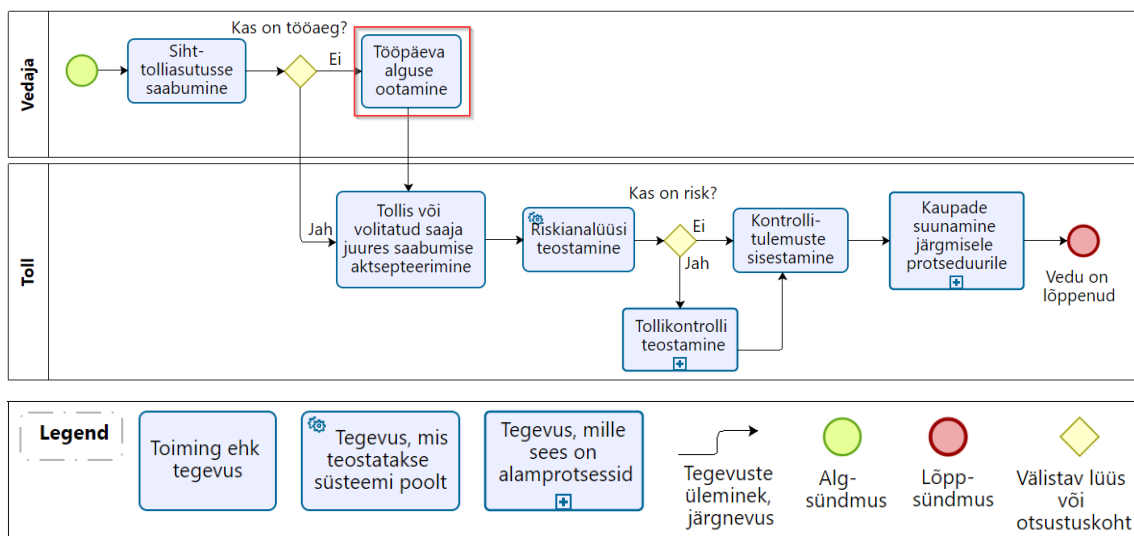 Vedaja
Siht-
tolliasutusse
saabumine
Kas on tööaeg?
Ei
Tööpäeva
alguse
ootamine
Toll
Jah
Tollis või
volitatud saaja
juures saabumise
aktsepteerimine
Riskianalüüsi
teostamine
Kas on risk?
Ei
Jah
Tollikontrolli
teostamine
Kontrolli-
tulemuste
sisestamine
Kaupade
suunamine
järgmisele
protseduurile
Vedu on
lõppenud
Legend
Toiming ehk
tegevus
Tegevus, mis
teostatakse
süsteemi poolt
Tegevus, mille
sees on
alamprotsessid
Tegevuste
üleminek,
järgnevus
Alg-
sündmus
Lõpp-
sündmus
Välistav lüüs
või
otsustuskoht